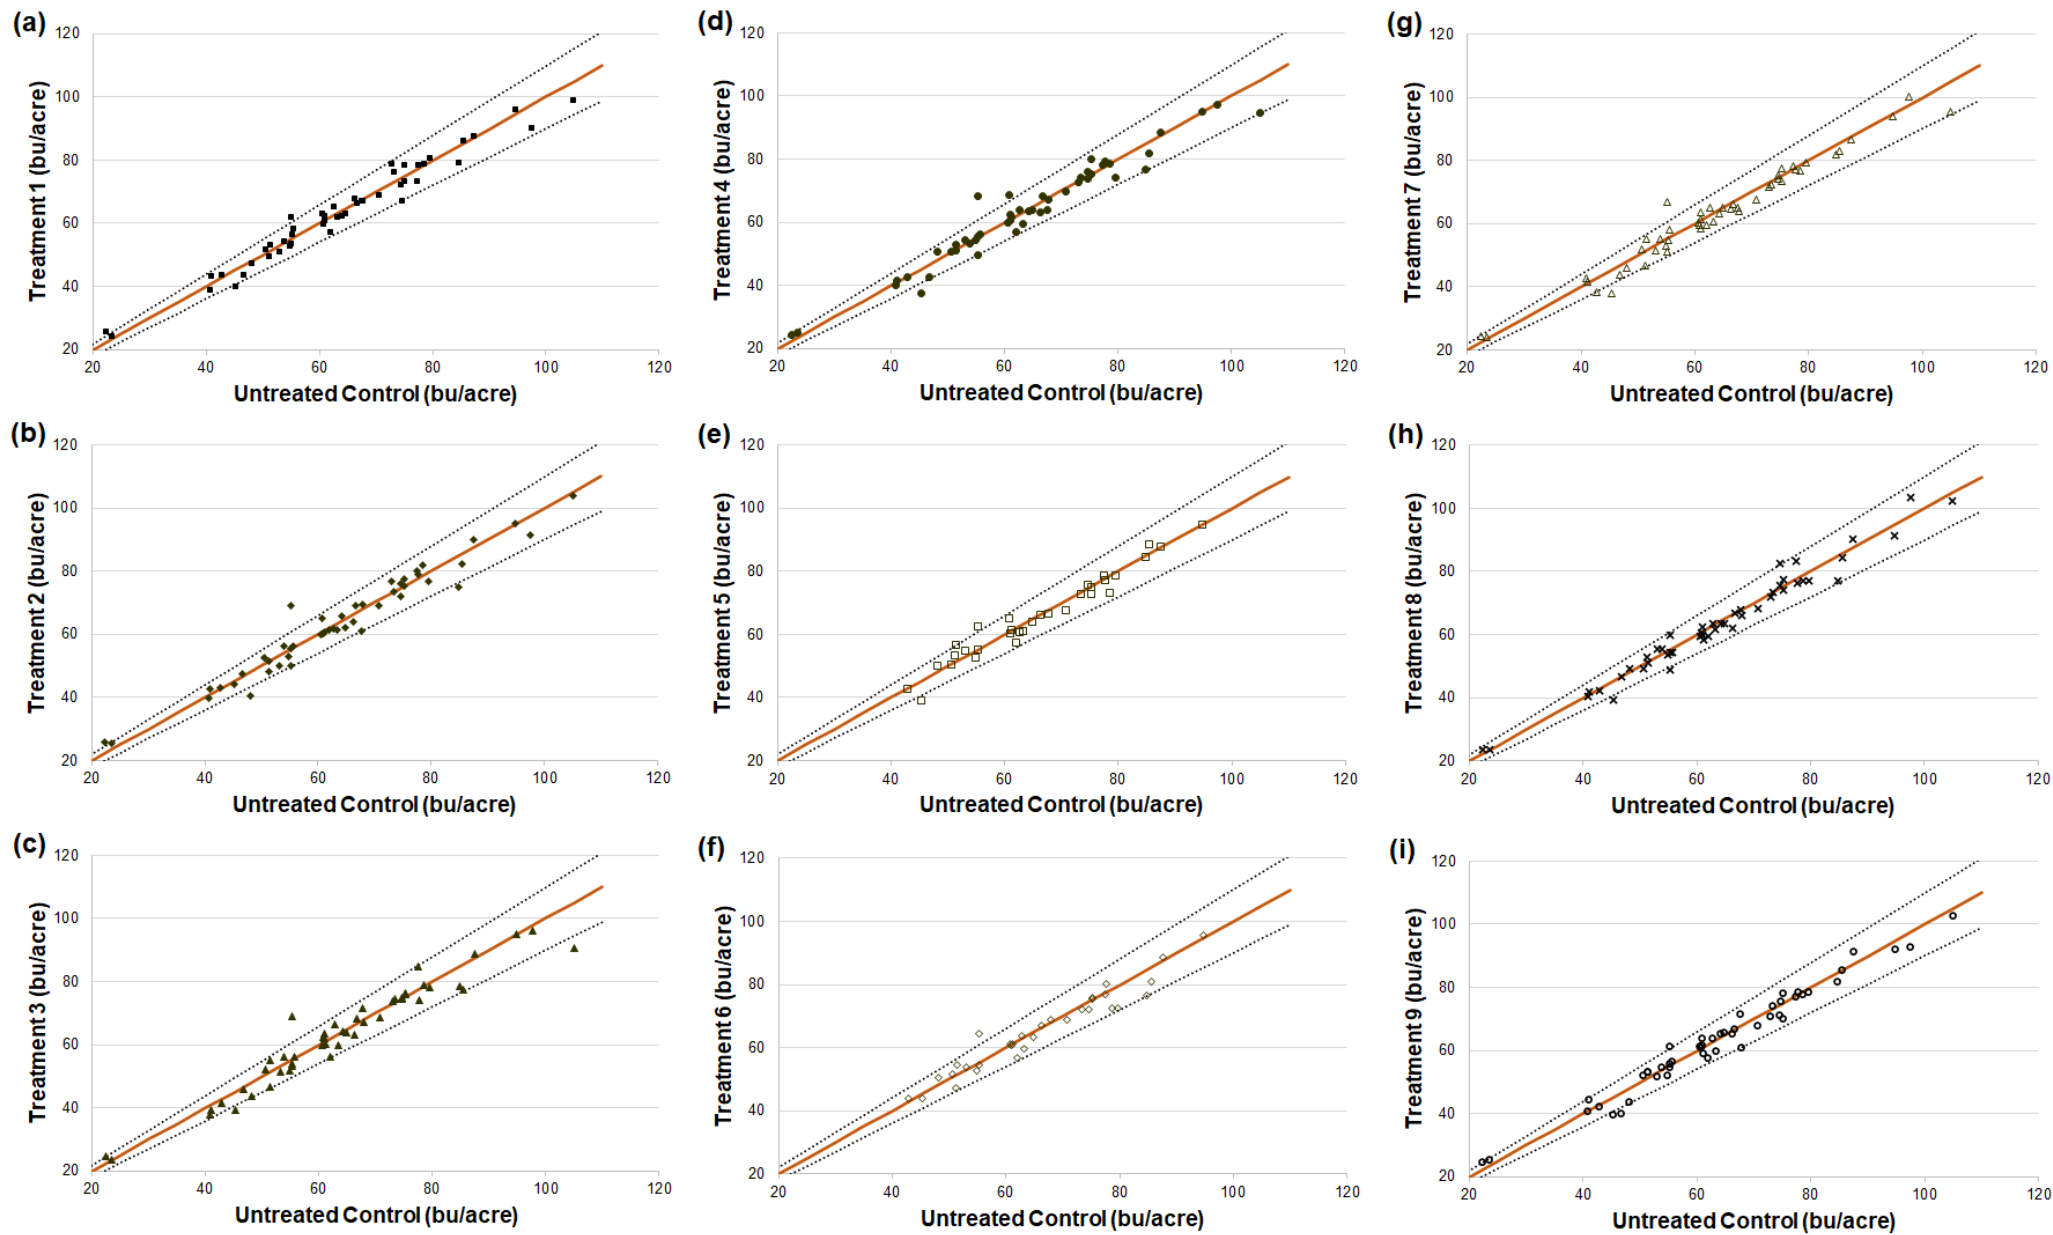 (a)
120
100
80
60
40
20
Treatment 1 (bu/acre)
20 40 60 80 100 120
Untreated Control (bu/acre)
(d)
120
100
80
60
40
20
Treatment 4 (bu/acre)
20 40 60 80 100 120
Untreated Control (bu/acre)
(g)
120
100
80
60
40
20
Treatment 7 (bu/acre)
20 40 60 80 100 120
Untreated Control (bu/acre)
(b)
120
100
80
60
40
20
Treatment 2 (bu/acre)
20 40 60 80 100 120
Untreated Control (bu/acre)
(e)
120
100
80
60
40
20
Treatment 5 (bu/acre)
20 40 60 80 100 120
Untreated Control (bu/acre)
(h)
120
100
80
60
40
20
Treatment 8 (bu/acre)
20 40 60 80 100 120
Untreated Control (bu/acre)
(c)
120
100
80
60
40
20
Treatment 3 (bu/acre)
20 40 60 80 100 120
Untreated Control (bu/acre)
(f)
120
100
80
60
40
20
Treatment 6 (bu/acre)
20 40 60 80 100 120
Untreated Control (bu/acre)
(i)
120
100
80
60
40
20
Treatment 9 (bu/acre)
20 40 60 80 100 120
Untreated Control (bu/acre)